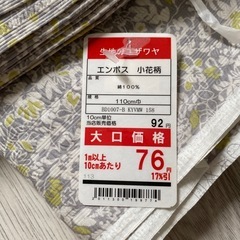 生地のユザワヤ
エンボス 小花柄
綿100%
110cm巾
10cm単位
当店販売価格
92円
大口価格
1m以上
10cmあたり
76円
17%引